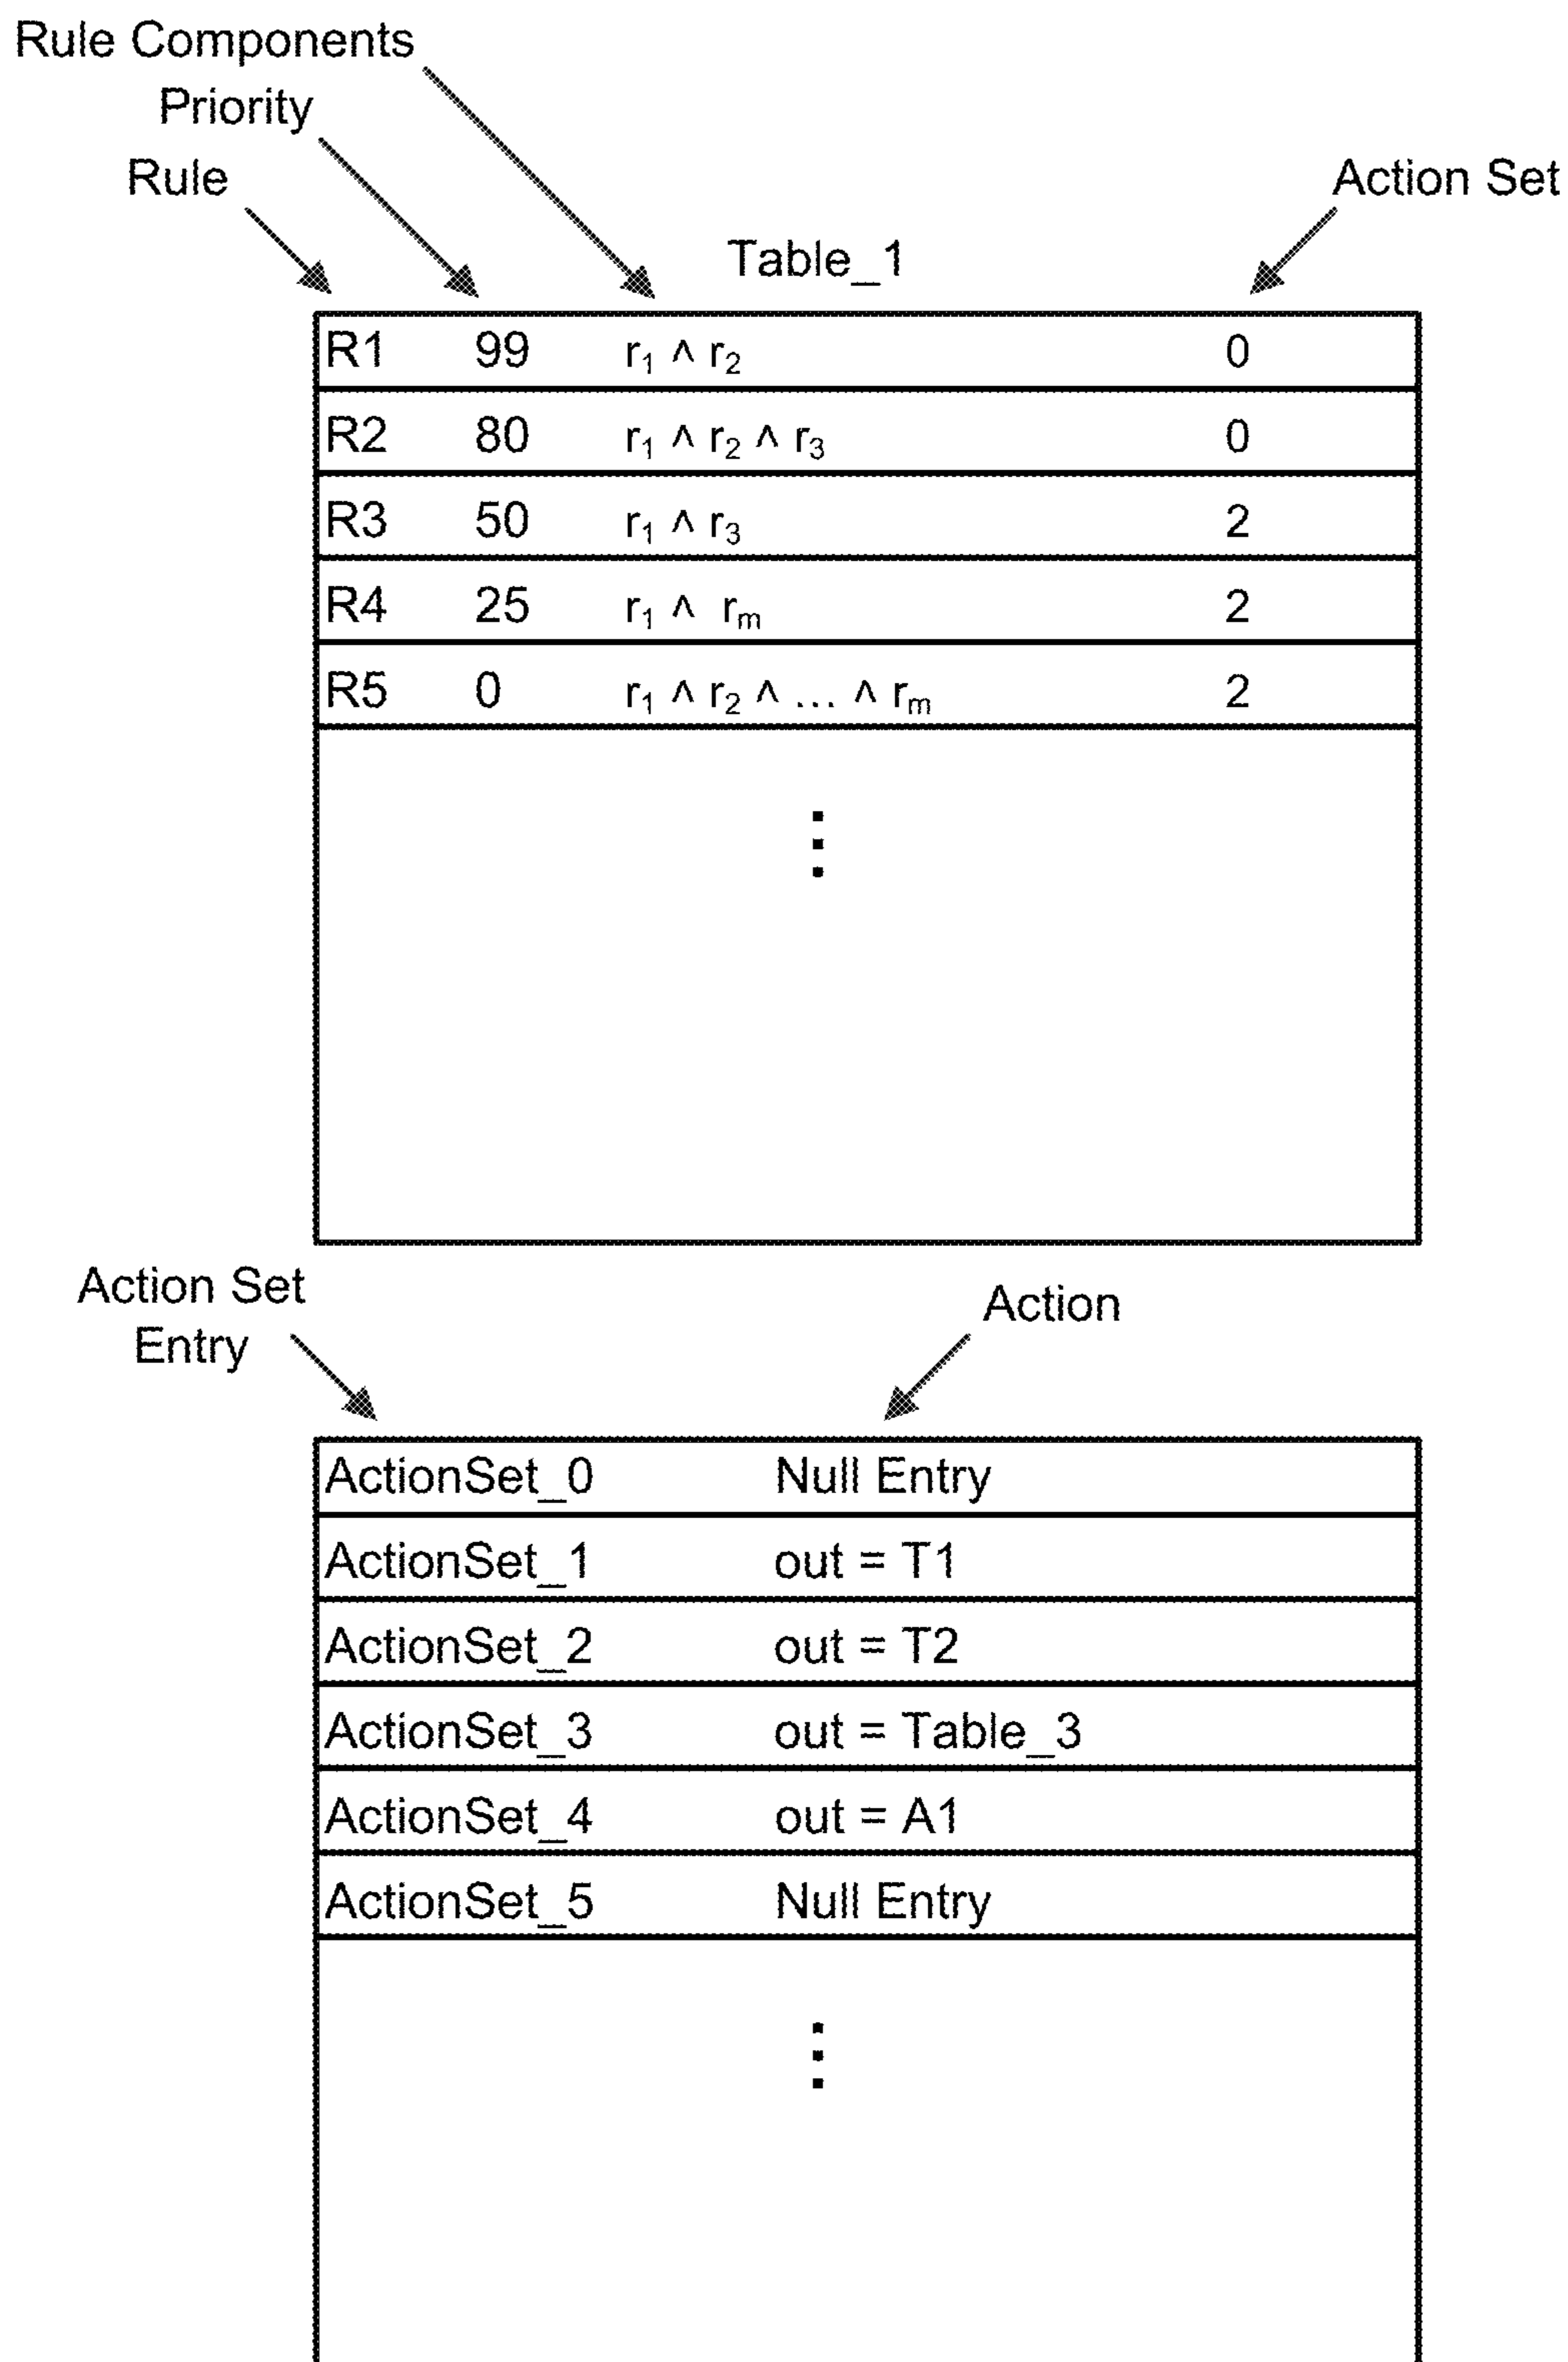 Rule Components
Priority
Rule
Action Set
Table_1
R1 99 r₁ ∧ r₂ 0
R2 80 r₁ ∧ r₂ ∧ r₃ 0
R3 50 r₁ ∧ r₃ 2
R4 25 r₁ ∧ rₘ 2
R5 0 r₁ ∧ r₂ ∧ ... ∧ rₘ 2
⋮
Action Set
Entry
Action
ActionSet_0 Null Entry
ActionSet_1 out = T1
ActionSet_2 out = T2
ActionSet_3 out = Table_3
ActionSet_4 out = A1
ActionSet_5 Null Entry
⋮